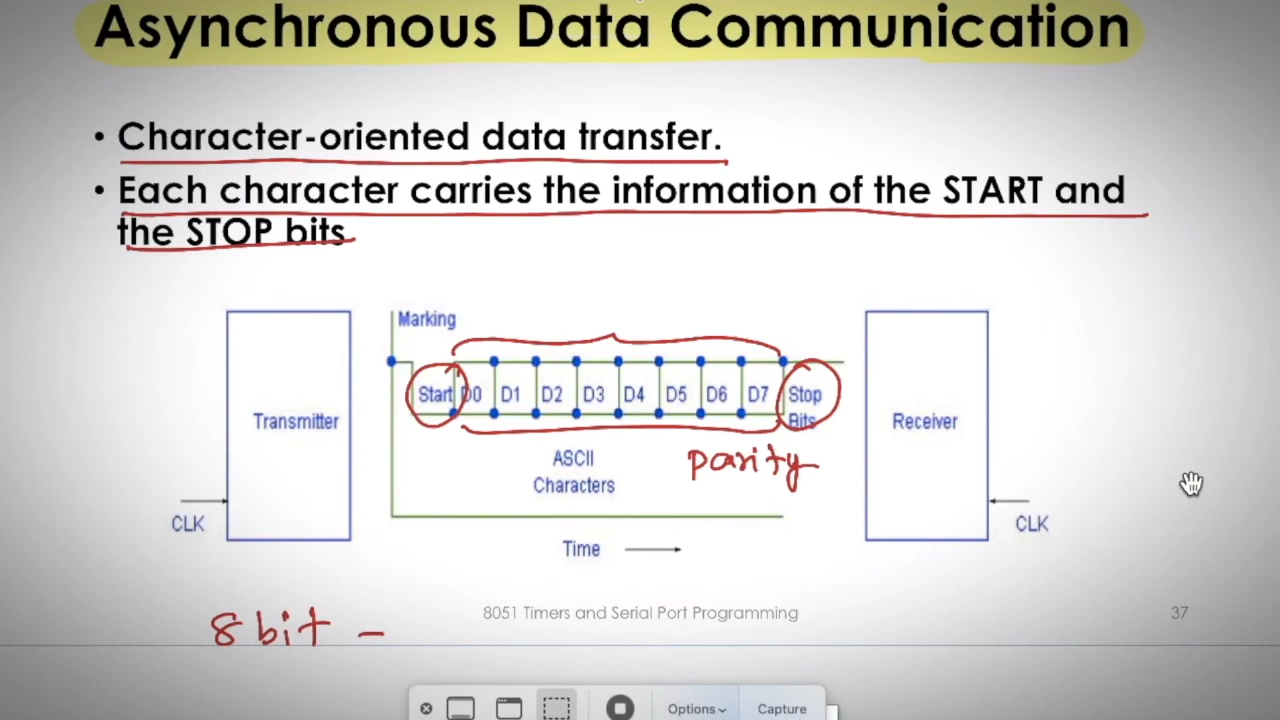 Asynchronous Data Communication
• Character-oriented data transfer.
• Each character carries the information of the START and
the STOP bits
Marking
Start D0 D1 D2 D3 D4 D5 D6 D7 Stop
Bits
Transmitter
Receiver
ASCII
Characters
parity
CLK
CLK
Time
8051 Timers and Serial Port Programming
37
8 bit -
Options
Capture